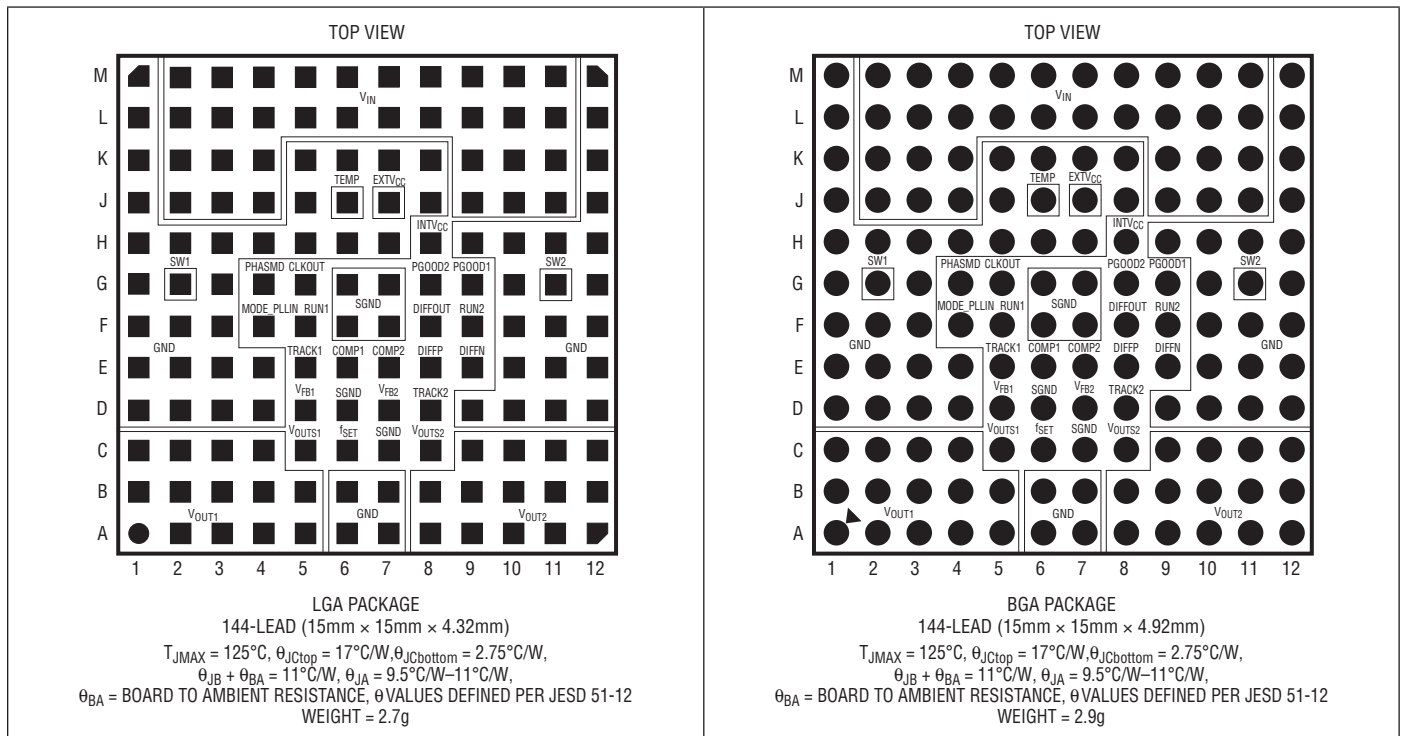 TOP VIEW
M
V_IN
L
K
TEMP EXTV_CC
J
INTV_CC
H
SW1 PHASMD CLKOUT PGOOD2 PGOOD1 SW2
G
SGND
MODE_PLLIN RUN1 DIFFOUT RUN2
F
GND GND
TRACK1 COMP1 COMP2 DIFFP DIFFN
E
V_FB1 SGND V_FB2 TRACK2
D
V_OUTS1 f_SET SGND V_OUTS2
C
B
V_OUT1 GND V_OUT2
A
1 2 3 4 5 6 7 8 9 10 11 12
LGA PACKAGE
144-LEAD (15mm × 15mm × 4.32mm)
T_JMAX = 125°C, θ_JCtop = 17°C/W,θ_JCbottom = 2.75°C/W,
θ_JB + θ_BA = 11°C/W, θ_JA = 9.5°C/W–11°C/W,
θ_BA = BOARD TO AMBIENT RESISTANCE, θ VALUES DEFINED PER JESD 51-12
WEIGHT = 2.7g
TOP VIEW
M
V_IN
L
K
TEMP EXTV_CC
J
INTV_CC
H
SW1 PHASMD CLKOUT PGOOD2 PGOOD1 SW2
G
SGND
MODE_PLLIN RUN1 DIFFOUT RUN2
F
GND GND
TRACK1 COMP1 COMP2 DIFFP DIFFN
E
V_FB1 SGND V_FB2 TRACK2
D
V_OUTS1 f_SET SGND V_OUTS2
C
B
V_OUT1 GND V_OUT2
A
1 2 3 4 5 6 7 8 9 10 11 12
BGA PACKAGE
144-LEAD (15mm × 15mm × 4.92mm)
T_JMAX = 125°C, θ_JCtop = 17°C/W,θ_JCbottom = 2.75°C/W,
θ_JB + θ_BA = 11°C/W, θ_JA = 9.5°C/W–11°C/W,
θ_BA = BOARD TO AMBIENT RESISTANCE, θ VALUES DEFINED PER JESD 51-12
WEIGHT = 2.9g